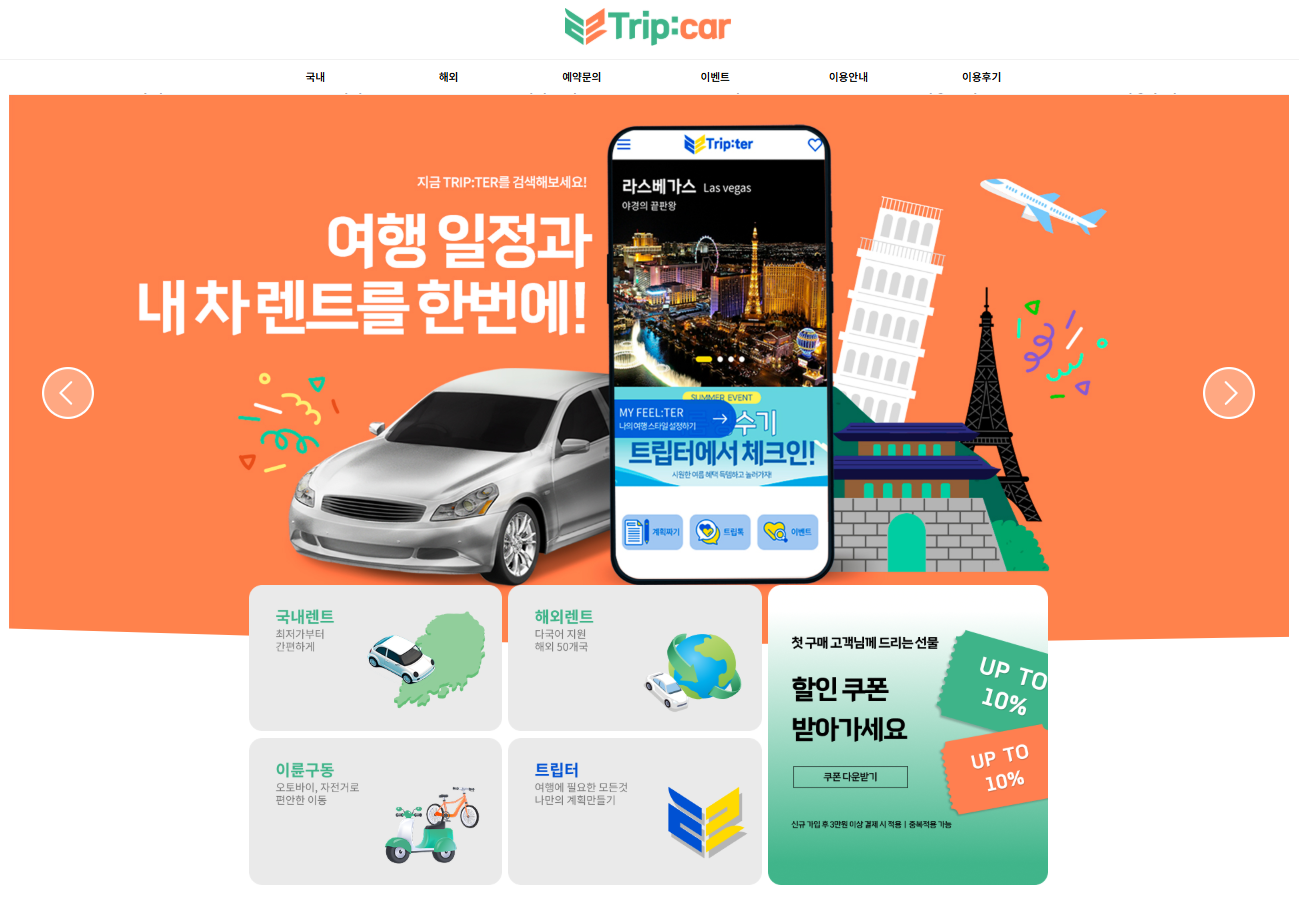 Trip:car
국내
해외
예약문의
이벤트
이용안내
이용후기
지금 TRIP:TER를 검색해보세요!
여행 일정과
내 차 렌트를 한번에!
Trip:ter
라스베가스 Las vegas
야경의 끝판왕
SUMMER EVENT
MY FEEL:TER
나의 여행 스타일 설정하기
수기
트립터에서 체크인!
시원한 여름 혜택 득템하고 놀러가자!
계획짜기
트립톡
이벤트
국내렌트
최저가부터
간편하게
해외렌트
다국어 지원
해외 50개국
이륜구동
오토바이, 자전거로
편안한 이동
트립터
여행에 필요한 모든것
나만의 계획만들기
첫 구매 고객님께 드리는 선물
할인 쿠폰
받아가세요
쿠폰 다운받기
신규 가입 후 3만원 이상 결제 시 적용 | 중복적용 가능
UP TO
10%
UP TO
10%